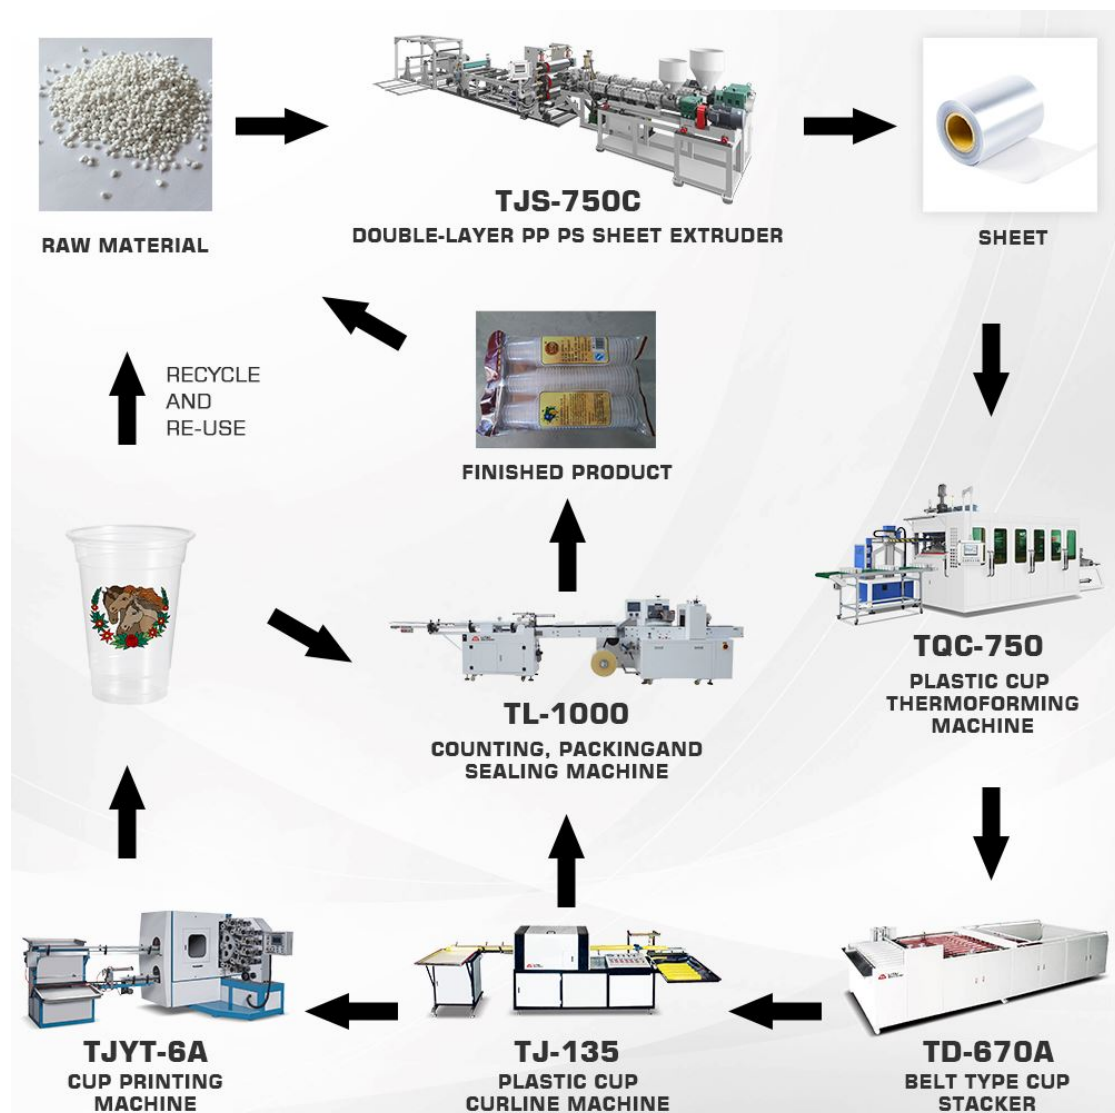 TJS-750C
DOUBLE-LAYER PP PS SHEET EXTRUDER
RAW MATERIAL
SHEET
RECYCLE
AND
RE-USE
FINISHED PRODUCT
TQC-750
PLASTIC CUP
THERMOFORMING
MACHINE
TL-1000
COUNTING, PACKINGAND
SEALING MACHINE
TJYT-6A
CUP PRINTING
MACHINE
TJ-135
PLASTIC CUP
CURLINE MACHINE
TD-670A
BELT TYPE CUP
STACKER